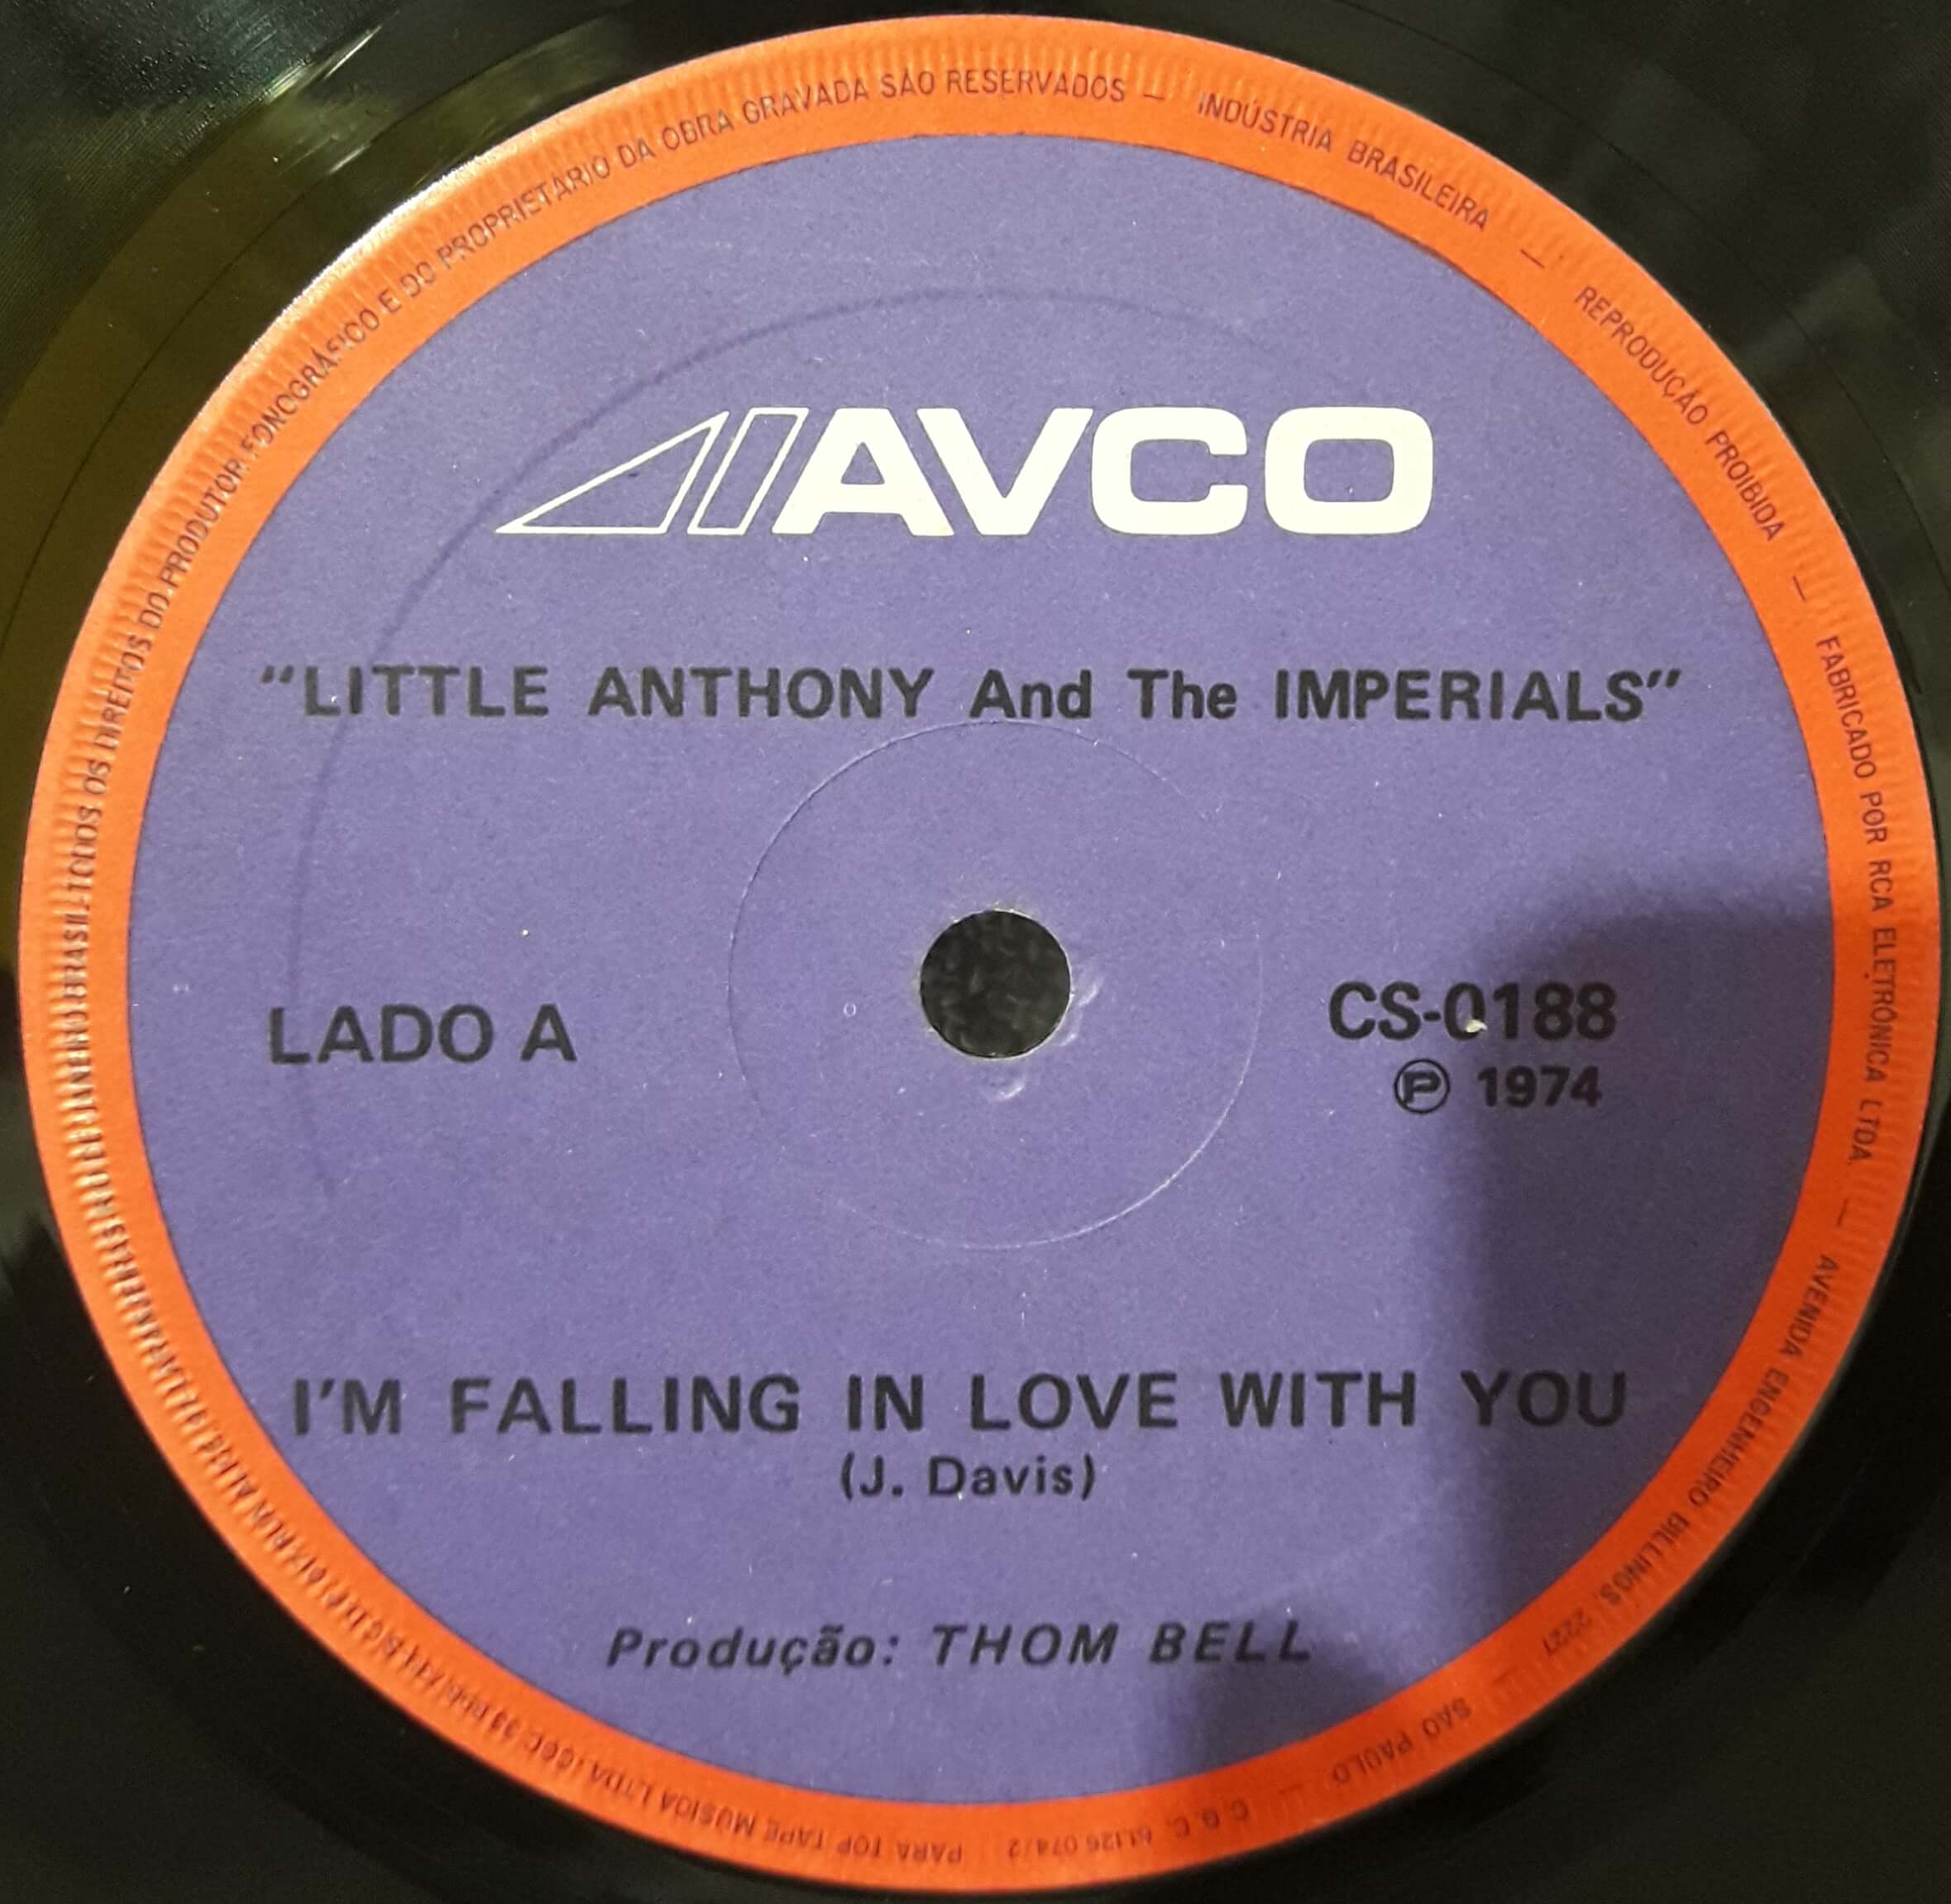 AVCO
“LITTLE ANTHONY And The IMPERIALS”
LADO A
CS-0188
Ⓟ 1974
I'M FALLING IN LOVE WITH YOU
(J. Davis)
Produção: THOM BELL
TODOS OS DIREITOS DO PRODUTOR FONOGRÁFICO E DO PROPRIETARIO DA OBRA GRAVADA SÃO RESERVADOS — INDÚSTRIA BRASILEIRA — REPRODUÇÃO PROIBIDA — FABRICADO POR RCA ELETRÔNICA LTDA. — AVENIDA ENGENHEIRO BILLINGS, 2227 — SÃO PAULO — C.G.C. 61.126 074/2
PARA TOP TAPE MUSICA LTDA.